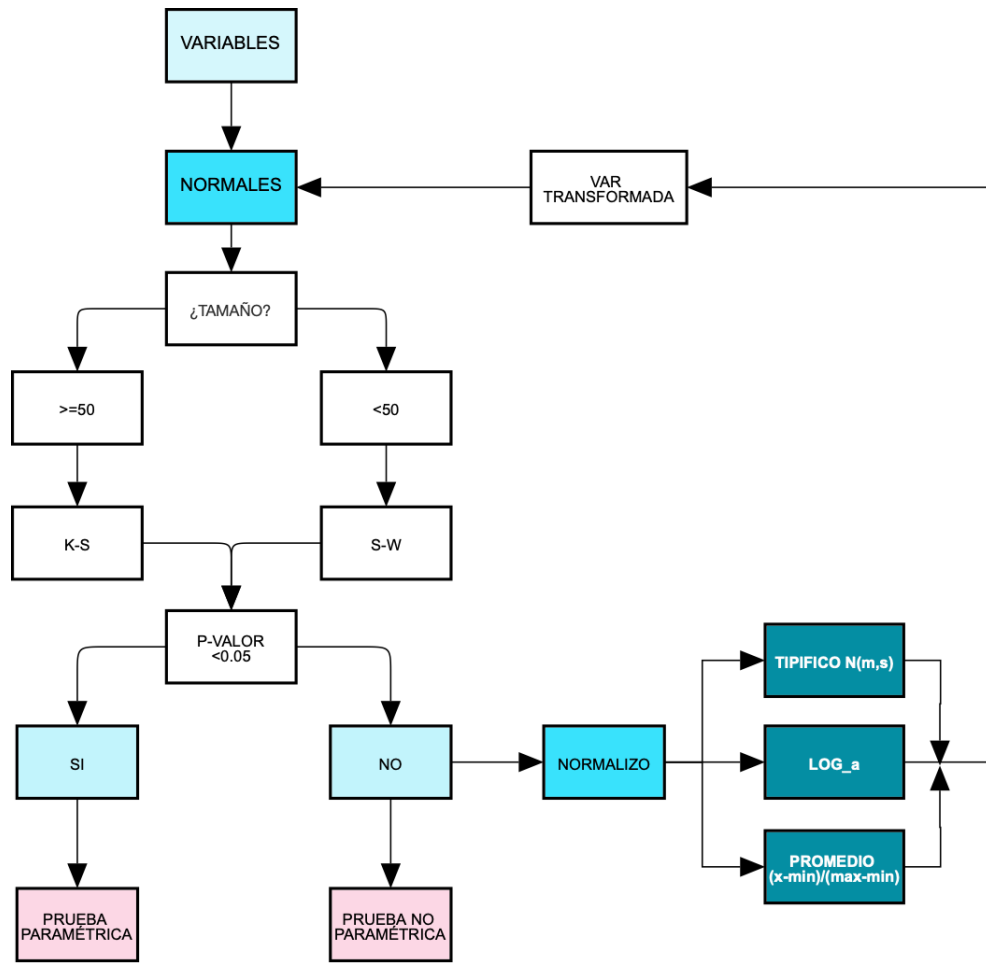 VARIABLES
NORMALES
VAR
TRANSFORMADA
¿TAMAÑO?
>=50
<50
K-S
S-W
P-VALOR
<0.05
SI
NO
NORMALIZO
TIPIFICO N(m,s)
LOG_a
PROMEDIO
(x-min)/(max-min)
PRUEBA
PARAMÉTRICA
PRUEBA NO
PARAMÉTRICA